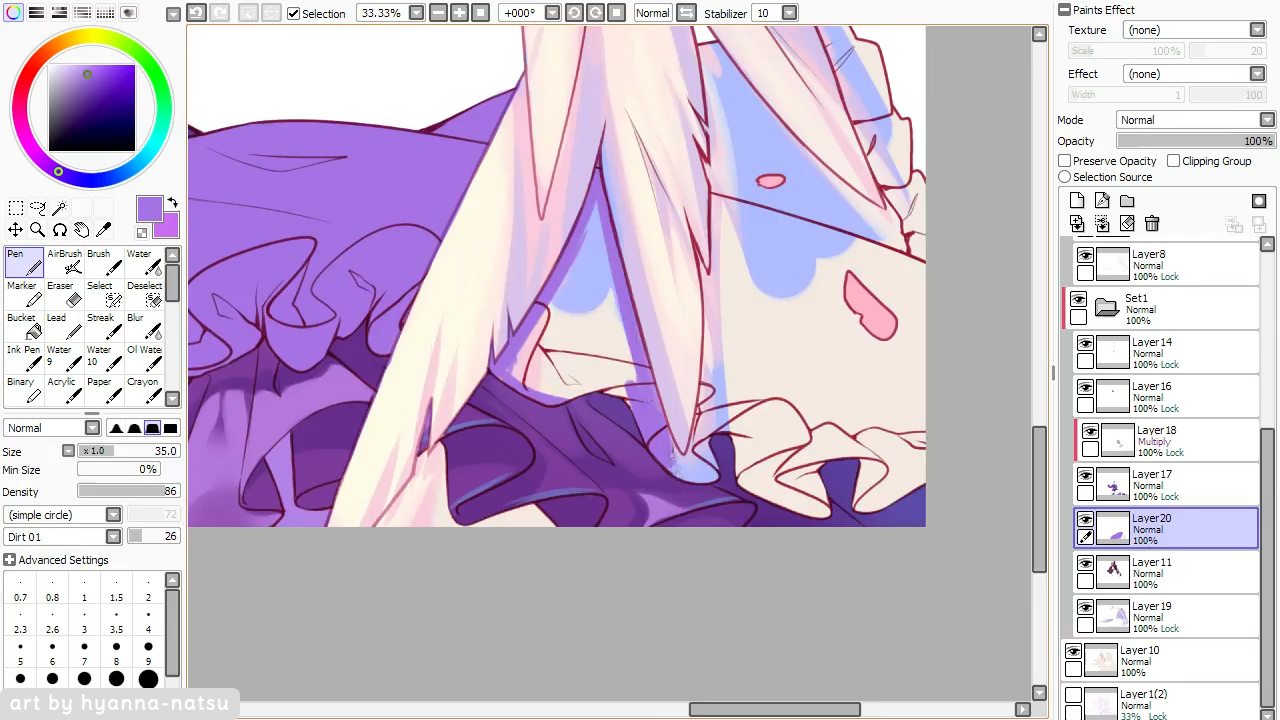 Selection 33.33% +000° Normal Stabilizer 10
Pen AirBrush Brush Water
Marker Eraser Select Deselect
Bucket Lead Streak Blur
Ink Pen Water 9 Water 10 Oil Water
Binary Acrylic Paper Crayon
Normal
Size x 1.0 35.0
Min Size 0%
Density 86
(simple circle) 72
Dirt 01 26
Advanced Settings
0.7 0.8 1 1.5 2
2.3 2.6 3 3.5 4
5 6 7 8 9
art by hyanna-natsu
Paints Effect
Texture (none)
Scale 100% 20
Effect (none)
Width 1 100
Mode Normal
Opacity 100%
Preserve Opacity Clipping Group
Selection Source
Layer8
Normal
100% Lock
Set1
Normal
100%
Layer14
Normal
100% Lock
Layer16
Normal
100% Lock
Layer18
Multiply
100% Lock
Layer17
Normal
100% Lock
Layer20
Normal
100%
Layer11
Normal
100%
Layer19
Normal
100% Lock
Layer10
Normal
100%
Layer1(2)
Normal
33% Lock